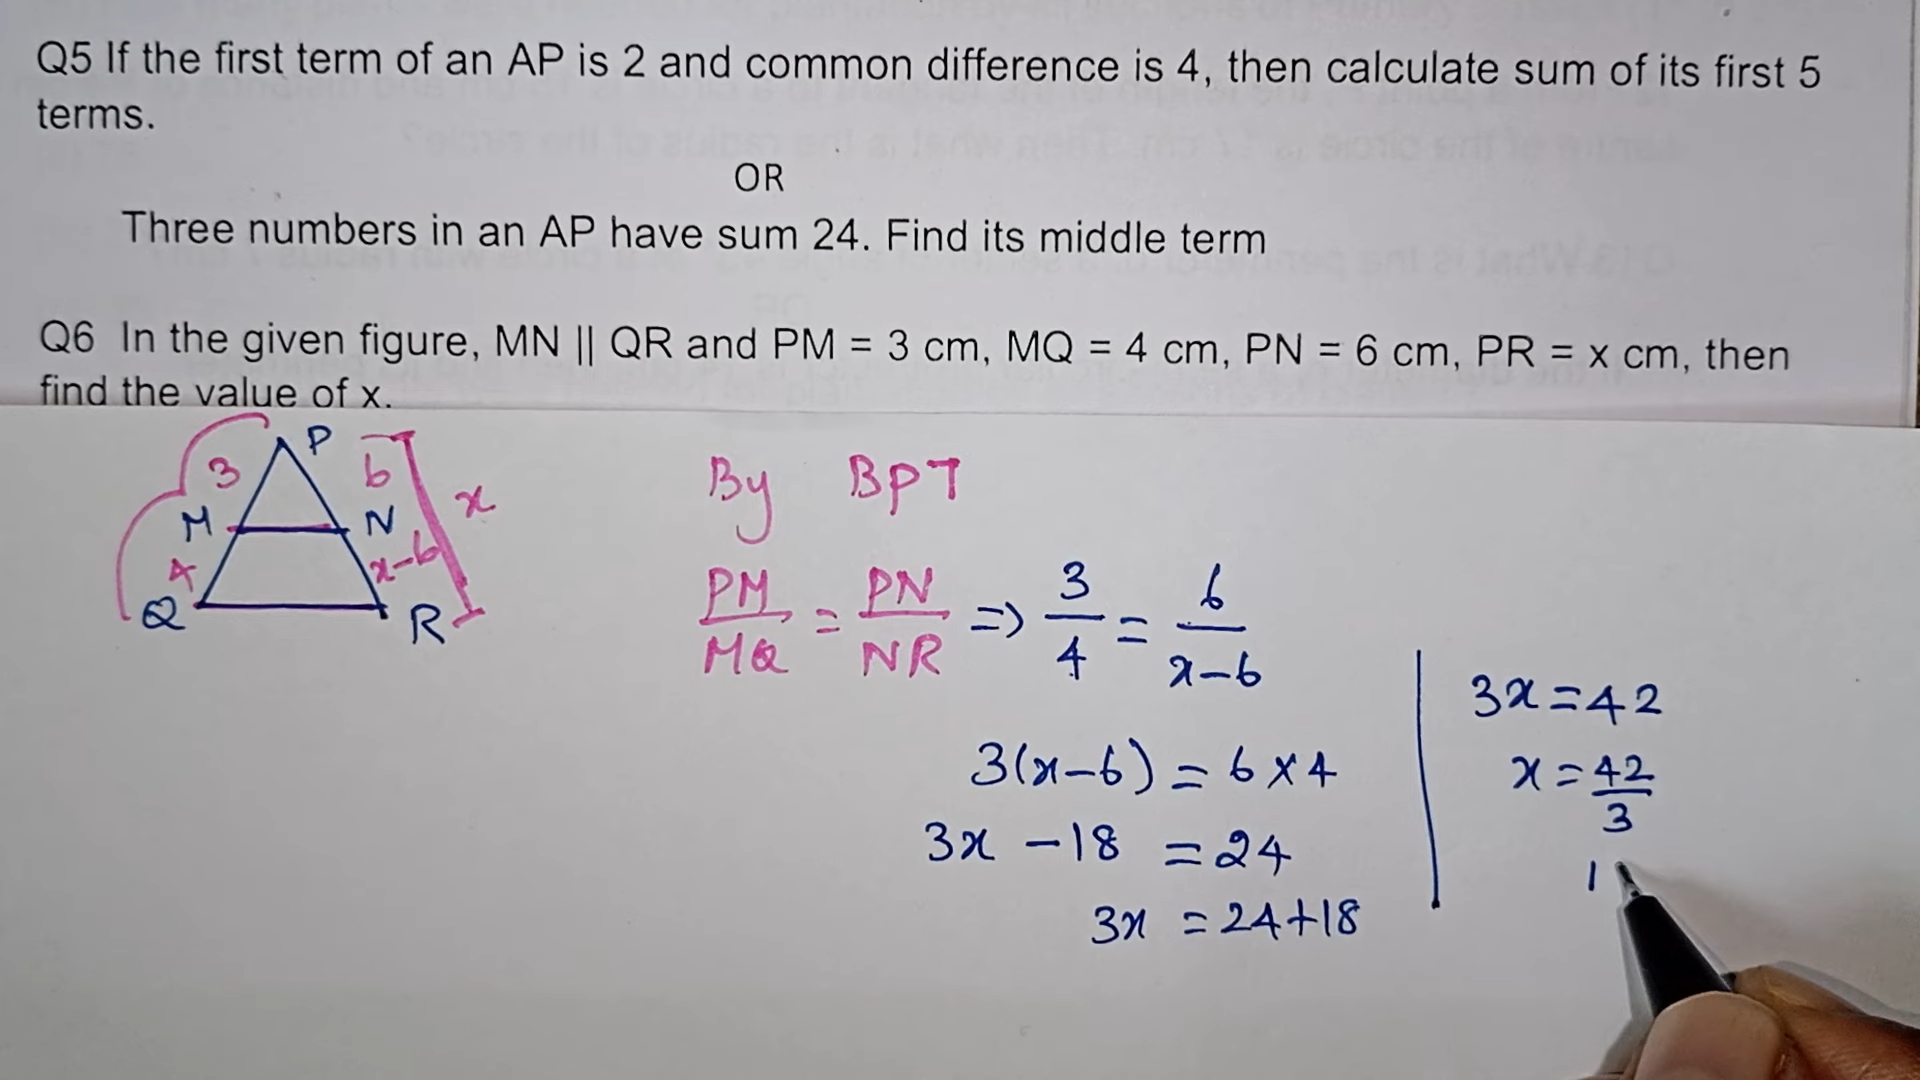 Q5 If the first term of an AP is 2 and common difference is 4, then calculate sum of its first 5
terms.
OR
Three numbers in an AP have sum 24. Find its middle term
Q6 In the given figure, MN || QR and PM = 3 cm, MQ = 4 cm, PN = 6 cm, PR = x cm, then
find the value of x.
P
3
6
x
M
N
4
x-6
Q
R
By BPT
PM/MQ = PN/NR => 3/4 = 6/x-6
3(x-6) = 6×4
3x - 18 = 24
3x = 24+18
3x = 42
x = 42/3
1